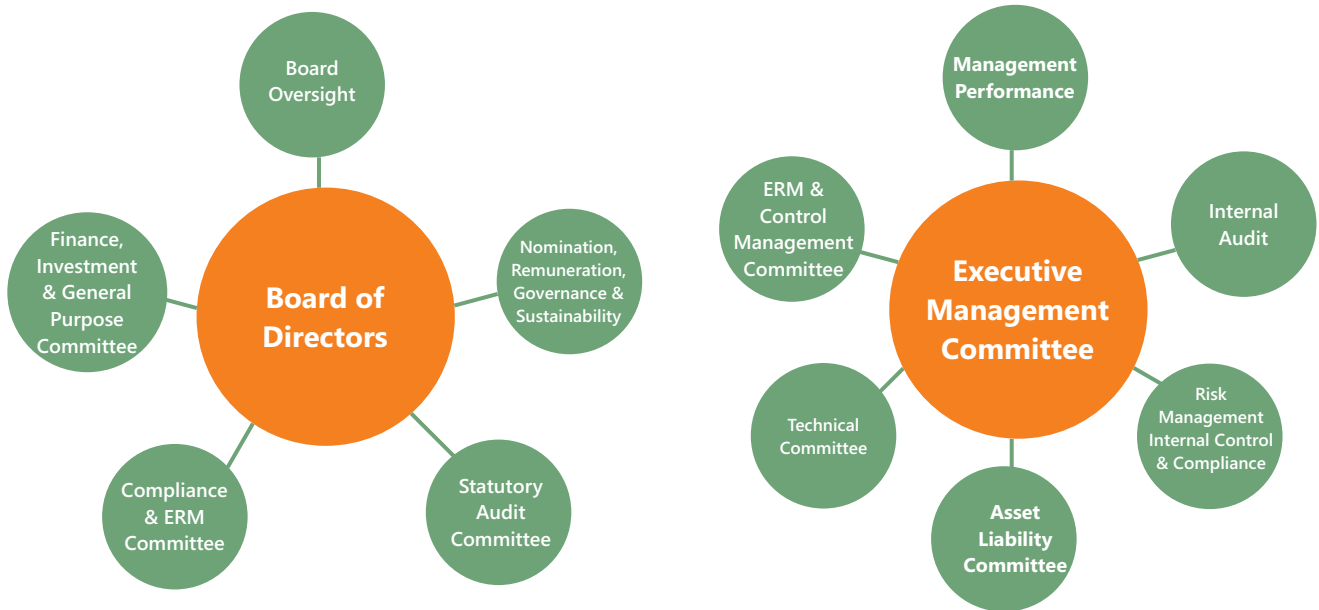 Board
Oversight
Finance,
Investment
& General
Purpose
Committee
Board of
Directors
Nomination,
Remuneration,
Governance &
Sustainability
Compliance
& ERM
Committee
Statutory
Audit
Committee
Management
Performance
ERM &
Control
Management
Committee
Internal
Audit
Executive
Management
Committee
Technical
Committee
Risk
Management
Internal Control
& Compliance
Asset
Liability
Committee